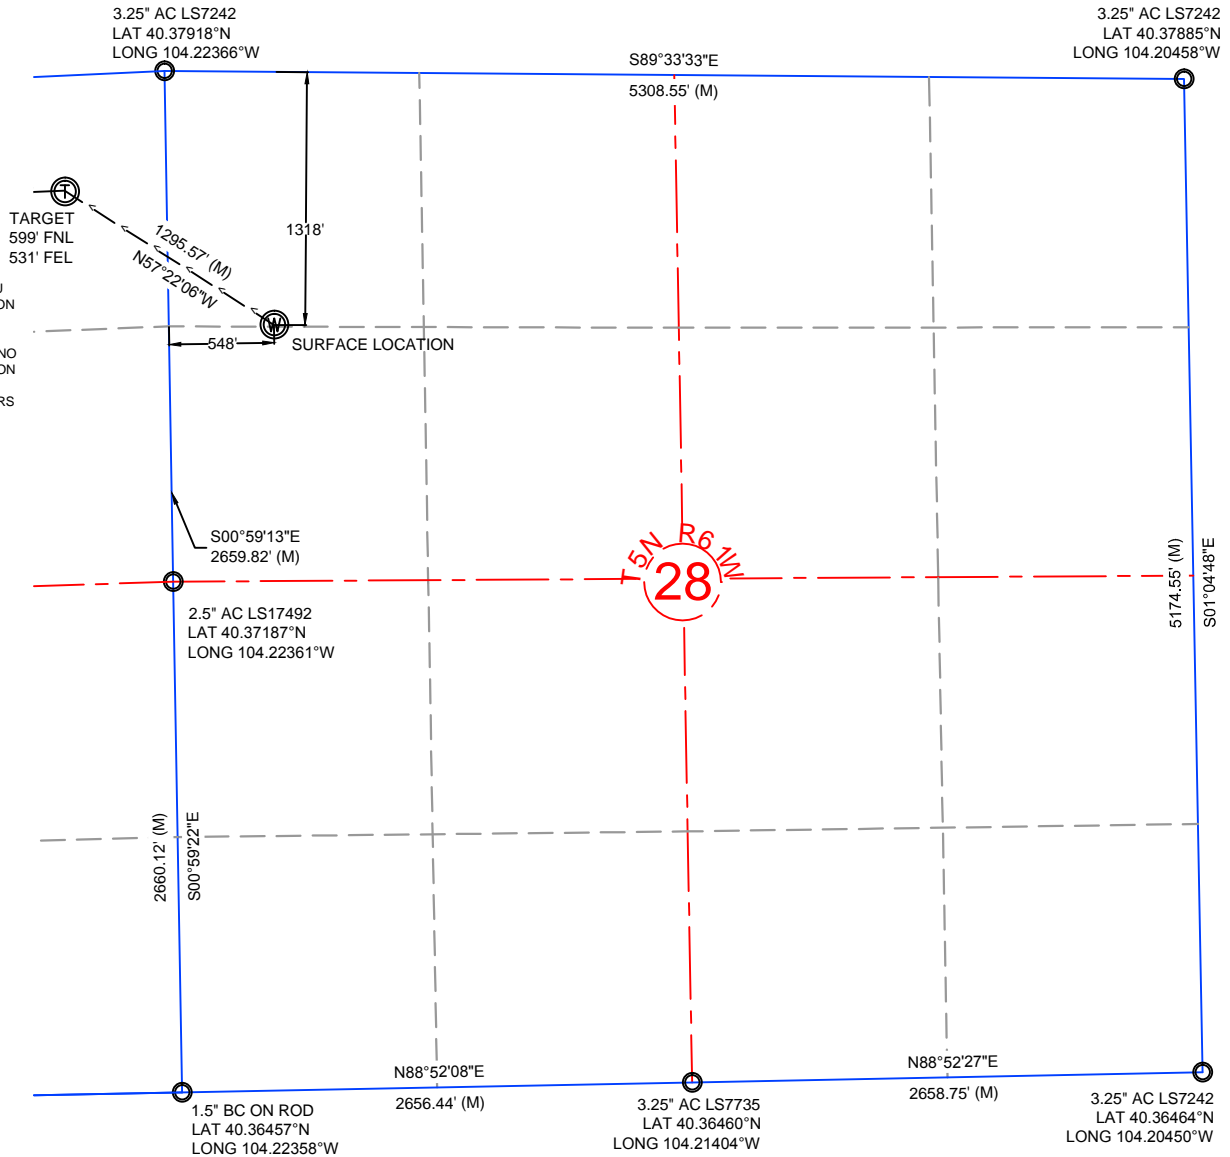 3.25" AC LS7242
LAT 40.37918°N
LONG 104.22366°W
3.25" AC LS7242
LAT 40.37885°N
LONG 104.20458°W
S89°33'33"E
5308.55' (M)
T
TARGET
599' FNL
531' FEL
1295.57' (M)
N57°22'06"W
1318'
ON
W
548'
SURFACE LOCATION
NO
ON
RS
S00°59'13"E
2659.82' (M)
T5N R61W
28
5174.55' (M)
S01°04'48"E
2.5" AC LS17492
LAT 40.37187°N
LONG 104.22361°W
2660.12' (M)
S00°59'22"E
N88°52'08"E
2656.44' (M)
N88°52'27"E
2658.75' (M)
1.5" BC ON ROD
LAT 40.36457°N
LONG 104.22358°W
3.25" AC LS7735
LAT 40.36460°N
LONG 104.21404°W
3.25" AC LS7242
LAT 40.36464°N
LONG 104.20450°W